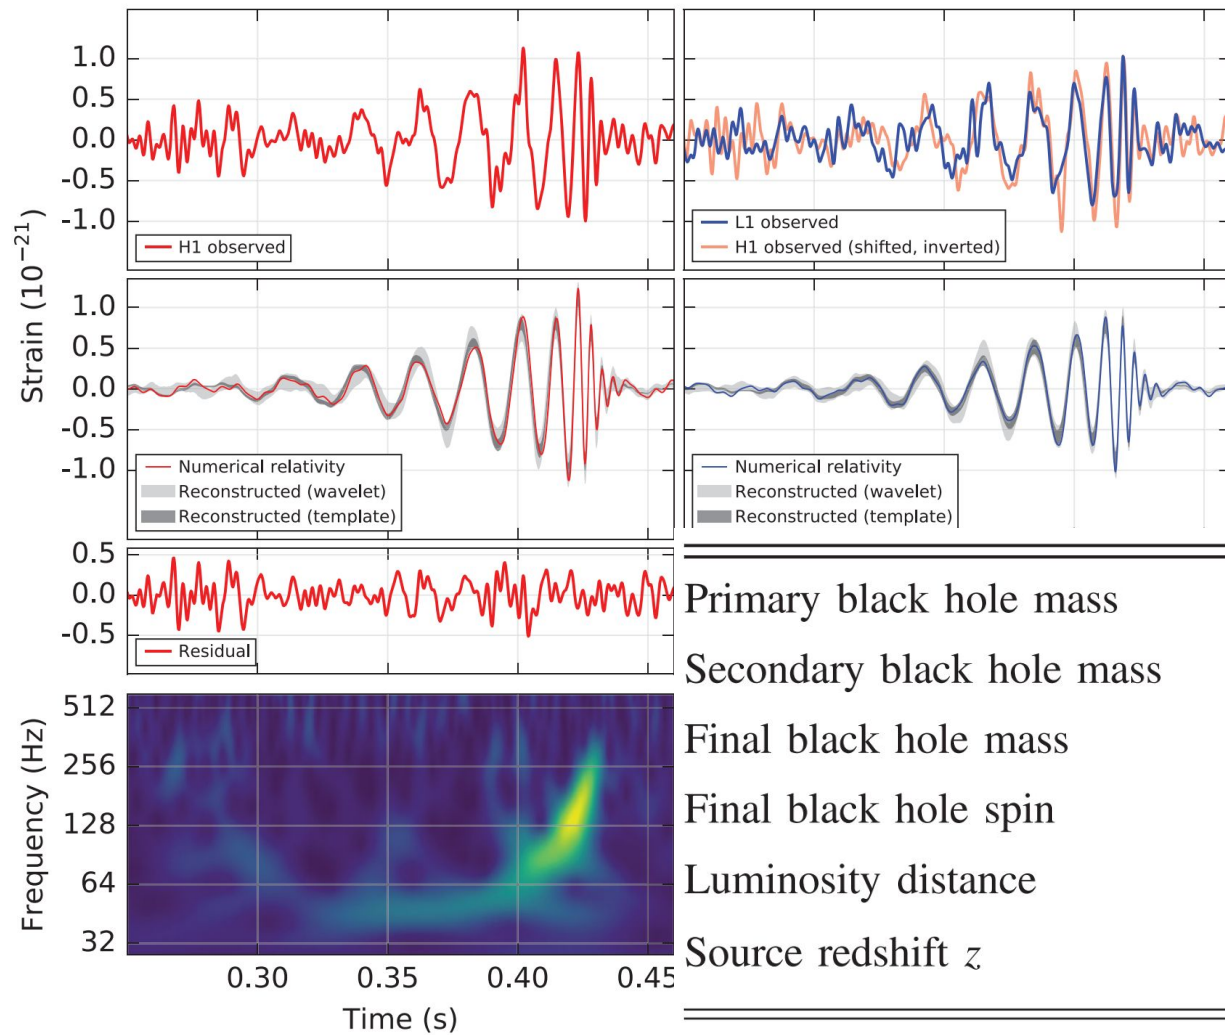 1.0
0.5
0.0
-0.5
-1.0
H1 observed
L1 observed
H1 observed (shifted, inverted)
Strain (10⁻²¹)
1.0
0.5
0.0
-0.5
-1.0
Numerical relativity
Reconstructed (wavelet)
Reconstructed (template)
Numerical relativity
Reconstructed (wavelet)
Reconstructed (template)
0.5
0.0
-0.5
Residual
Primary black hole mass
Secondary black hole mass
Final black hole mass
Final black hole spin
Luminosity distance
Source redshift z
Frequency (Hz)
512
256
128
64
32
0.30 0.35 0.40 0.45
Time (s)